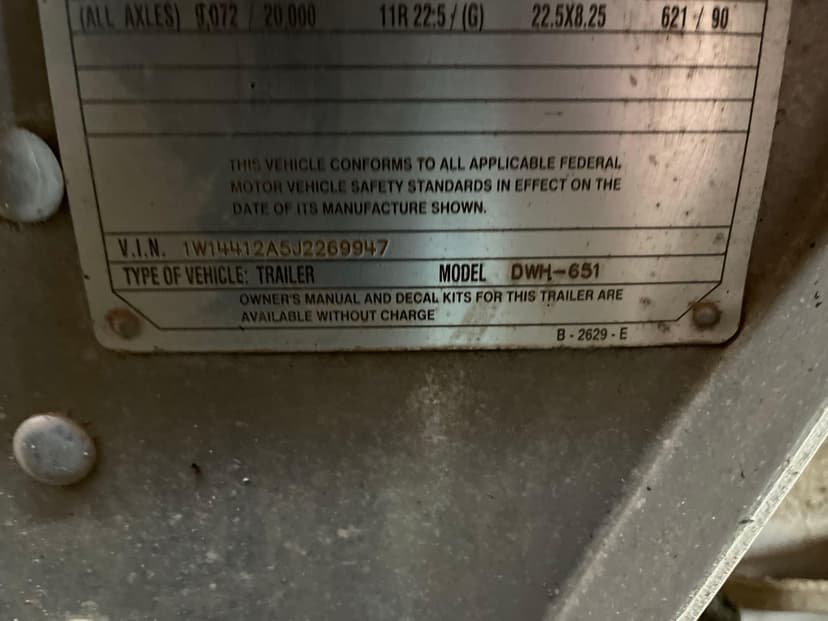 (ALL AXLES) 9,072 / 20,000 11R 22.5 / (G) 22.5X8.25 621 / 90
THIS VEHICLE CONFORMS TO ALL APPLICABLE FEDERAL
MOTOR VEHICLE SAFETY STANDARDS IN EFFECT ON THE
DATE OF ITS MANUFACTURE SHOWN.
V.I.N. 1W14412A5J2269947
TYPE OF VEHICLE: TRAILER MODEL DWH-651
OWNER'S MANUAL AND DECAL KITS FOR THIS TRAILER ARE
AVAILABLE WITHOUT CHARGE
B - 2629 - E